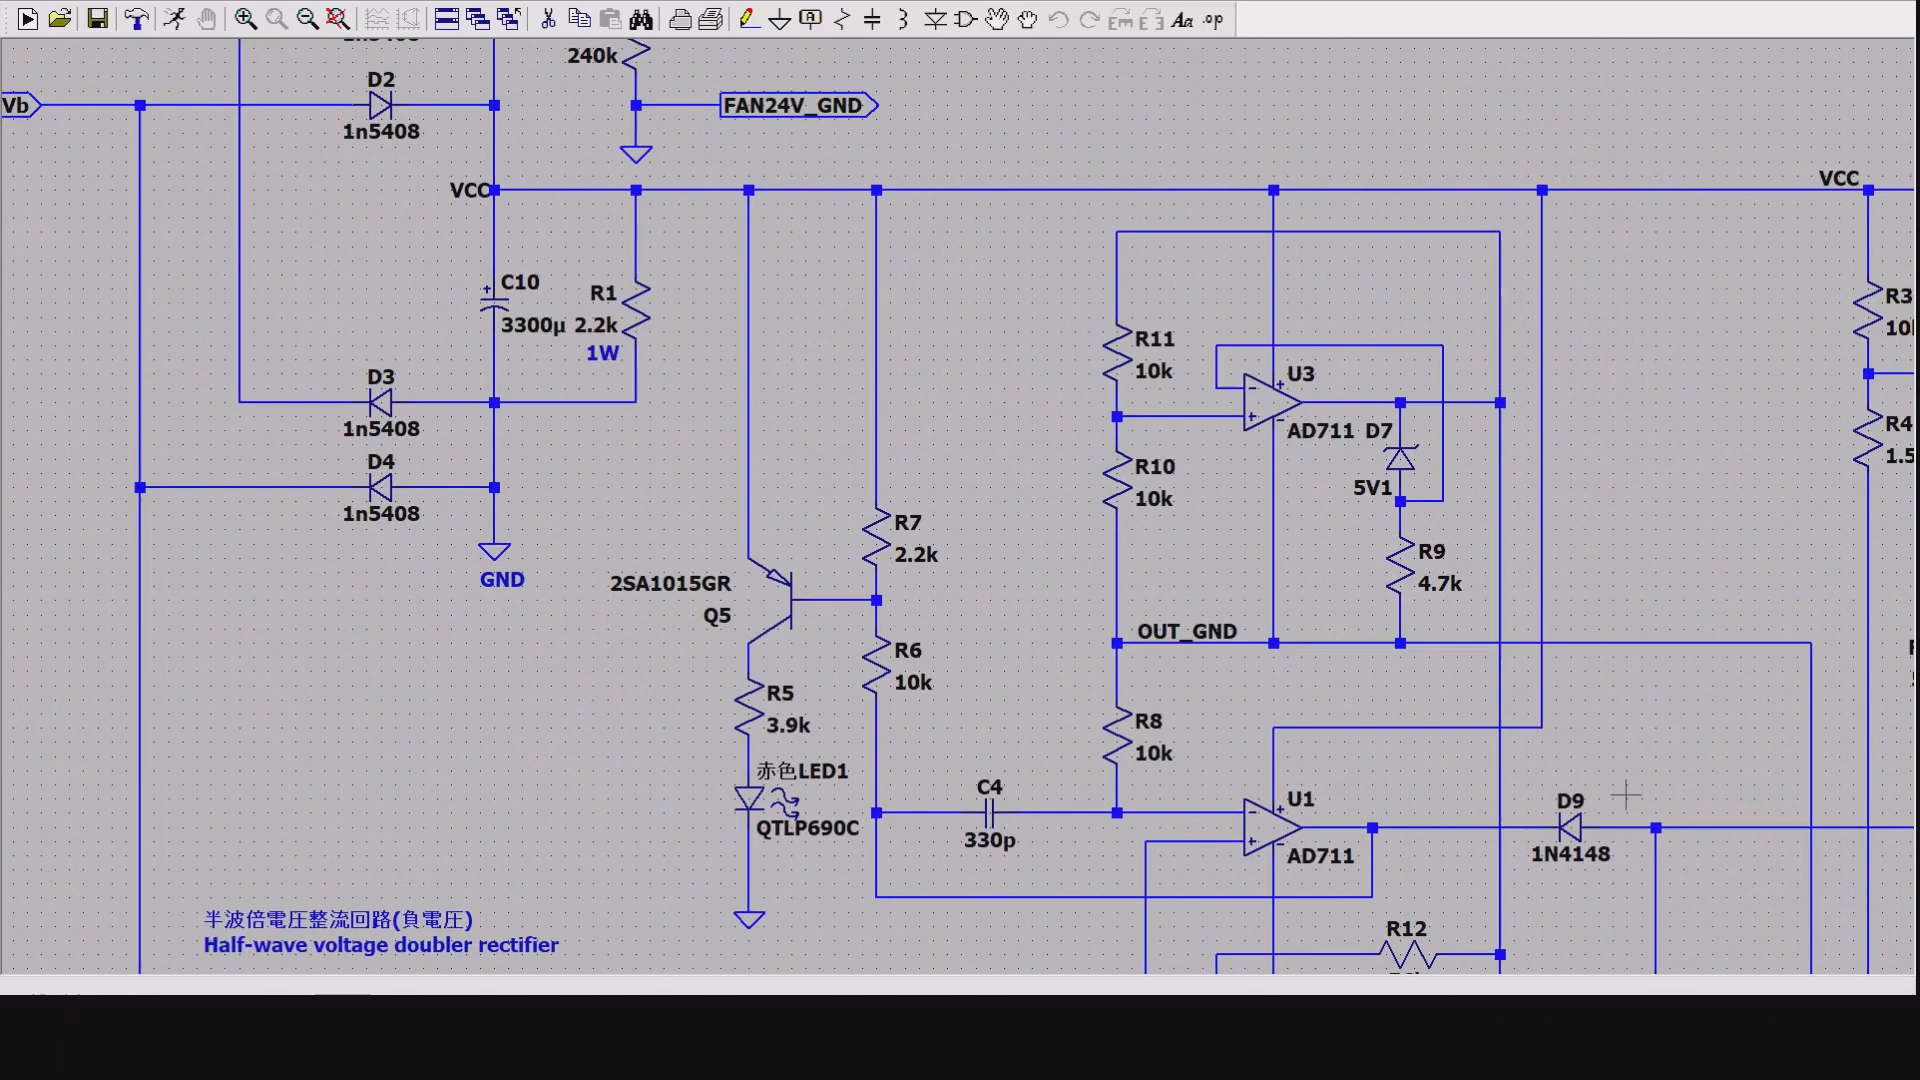 D2
Vb
1n5408
240k
FAN24V_GND
VCC
VCC
C10
3300µ
R1
2.2k
1W
D3
1n5408
D4
1n5408
GND
R11
10k
R10
10k
U3
AD711
D7
5V1
R9
4.7k
R3
R4
2SA1015GR
Q5
R7
2.2k
R6
10k
OUT_GND
R5
3.9k
R8
10k
赤色LED1
QTLP690C
C4
330p
U1
AD711
D9
1N4148
R12
半波倍電圧整流回路(負電圧)
Half-wave voltage doubler rectifier